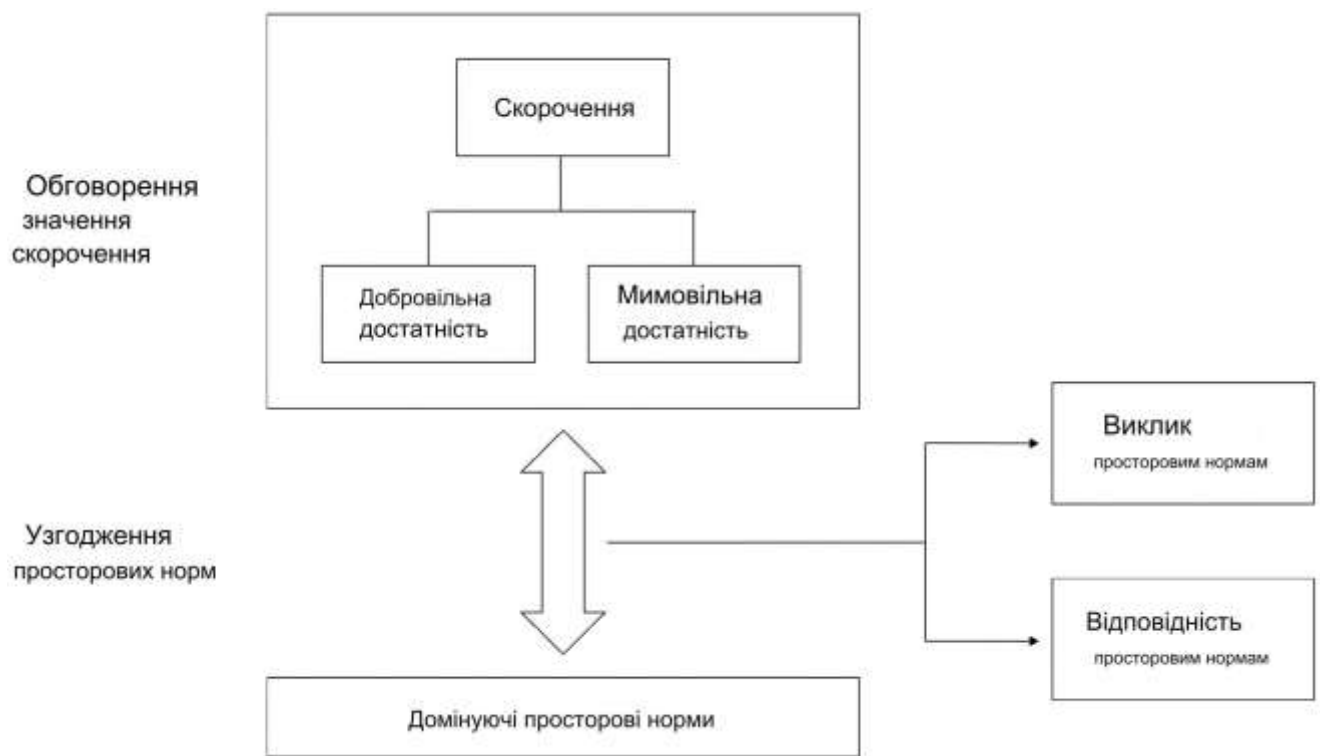 Скорочення
Обговорення
значення
скорочення
Добровільна
достатність
Мимовільна
достатність
Виклик
просторовим нормам
Узгодження
просторових норм
Відповідність
просторовим нормам
Домінуючі просторові норми